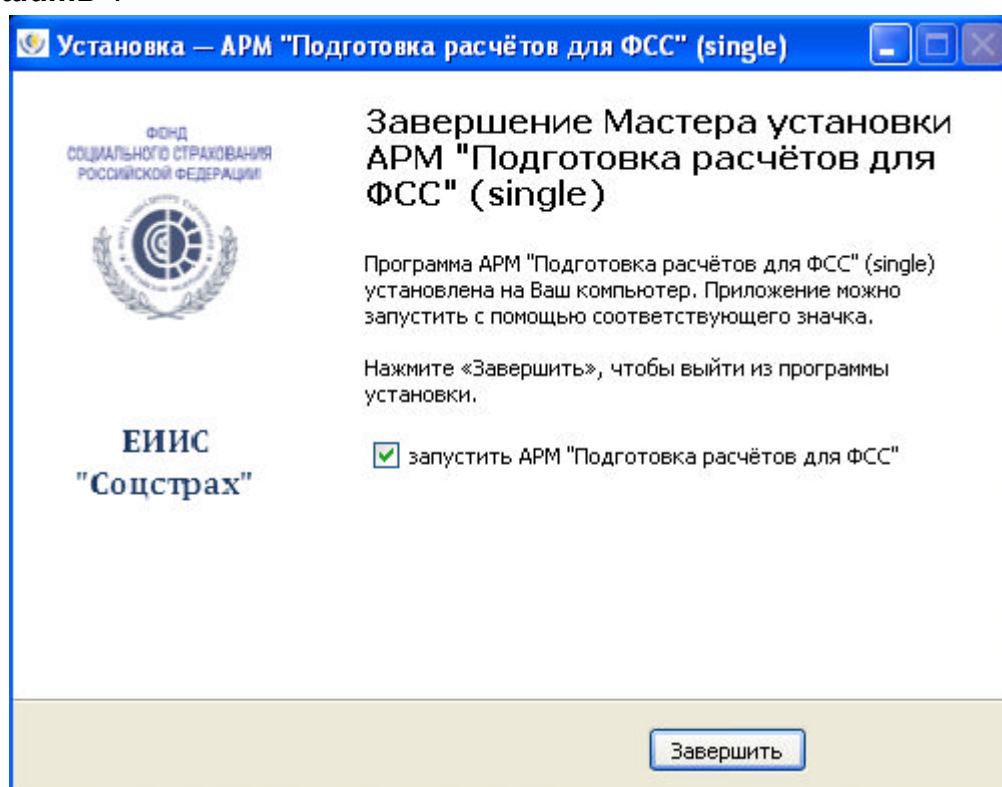 Установка — АРМ "Подготовка расчётов для ФСС" (single)
ФОНД
СОЦИАЛЬНОГО СТРАХОВАНИЯ
РОССИЙСКОЙ ФЕДЕРАЦИИ
Завершение Мастера установки
АРМ "Подготовка расчётов для
ФСС" (single)
Программа АРМ "Подготовка расчётов для ФСС" (single)
установлена на Ваш компьютер. Приложение можно
запустить с помощью соответствующего значка.
Нажмите «Завершить», чтобы выйти из программы
установки.
ЕИИС
"Соцстрах"
запустить АРМ "Подготовка расчётов для ФСС"
Завершить